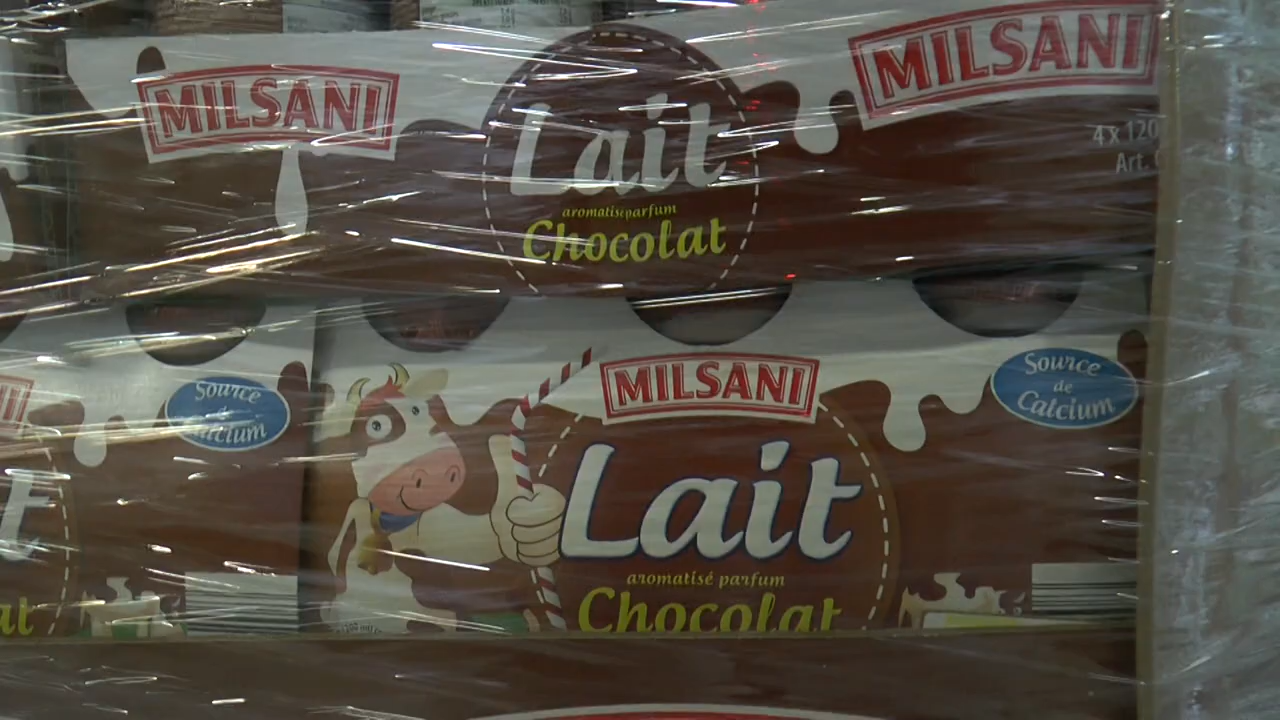 MILSANI
MILSANI
Lait
aromatisé parfum
Chocolat
4 x 120
Art.
MILSANI
Source
de
Calcium
Source
de
Calcium
Lait
aromatisé parfum
Chocolat